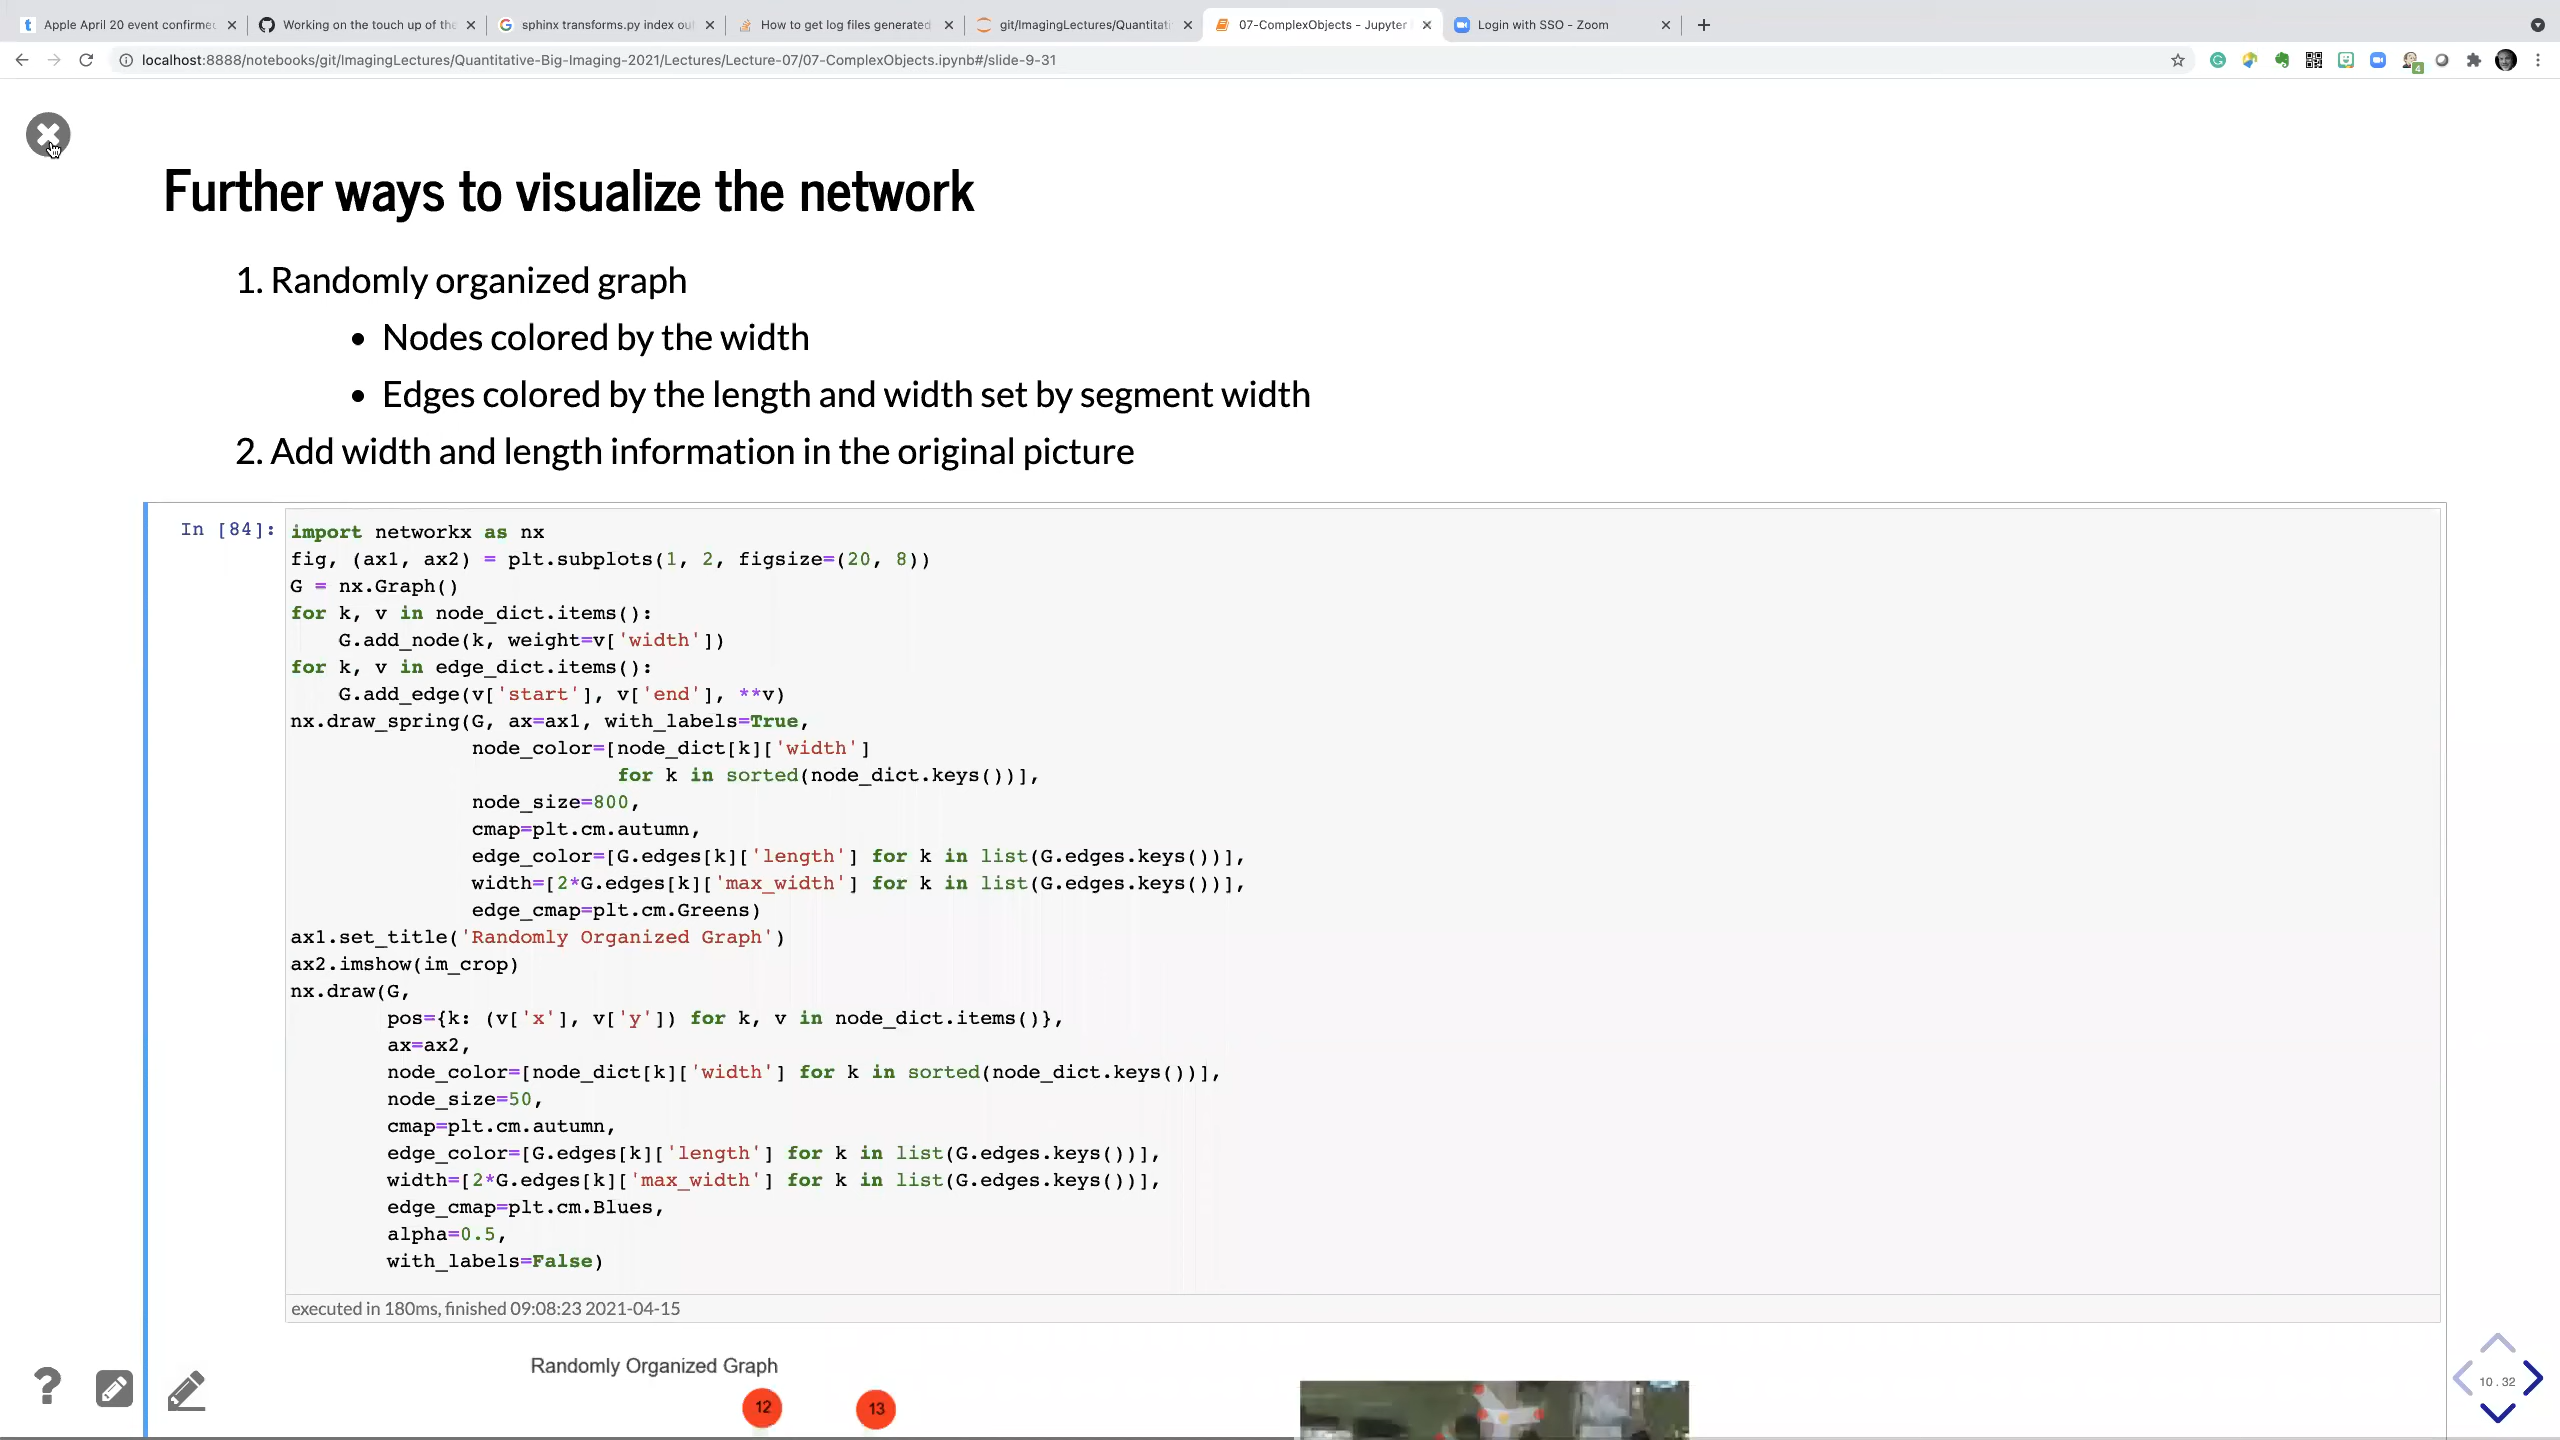 Apple April 20 event confirmed
Working on the touch up of the
sphinx transforms.py index out
How to get log files generated
git/ImagingLectures/Quantitati
07-ComplexObjects - Jupyter
Login with SSO - Zoom
localhost:8888/notebooks/git/ImagingLectures/Quantitative-Big-Imaging-2021/Lectures/Lecture-07/07-ComplexObjects.ipynb#/slide-9-31
4
Further ways to visualize the network
1. Randomly organized graph
• Nodes colored by the width
• Edges colored by the length and width set by segment width
2. Add width and length information in the original picture
In [84]:
import networkx as nx
fig, (ax1, ax2) = plt.subplots(1, 2, figsize=(20, 8))
G = nx.Graph()
for k, v in node_dict.items():
    G.add_node(k, weight=v['width'])
for k, v in edge_dict.items():
    G.add_edge(v['start'], v['end'], **v)
nx.draw_spring(G, ax=ax1, with_labels=True,
               node_color=[node_dict[k]['width']
                           for k in sorted(node_dict.keys())],
               node_size=800,
               cmap=plt.cm.autumn,
               edge_color=[G.edges[k]['length'] for k in list(G.edges.keys())],
               width=[2*G.edges[k]['max_width'] for k in list(G.edges.keys())],
               edge_cmap=plt.cm.Greens)
ax1.set_title('Randomly Organized Graph')
ax2.imshow(im_crop)
nx.draw(G,
        pos={k: (v['x'], v['y']) for k, v in node_dict.items()},
        ax=ax2,
        node_color=[node_dict[k]['width'] for k in sorted(node_dict.keys())],
        node_size=50,
        cmap=plt.cm.autumn,
        edge_color=[G.edges[k]['length'] for k in list(G.edges.keys())],
        width=[2*G.edges[k]['max_width'] for k in list(G.edges.keys())],
        edge_cmap=plt.cm.Blues,
        alpha=0.5,
        with_labels=False)
executed in 180ms, finished 09:08:23 2021-04-15
Randomly Organized Graph
12
13
10 . 32